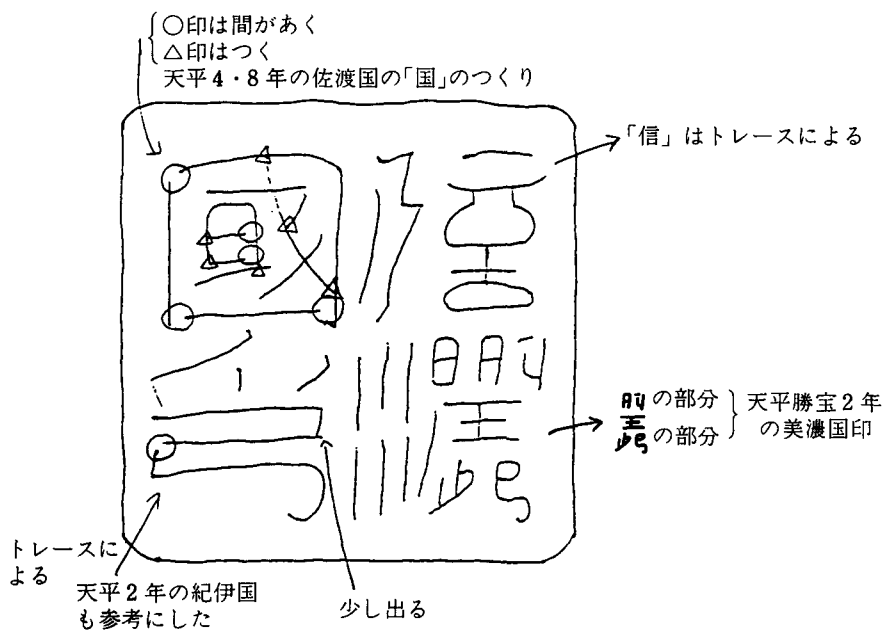 ○印は間があく
△印はつく
天平4・8年の佐渡国の「国」のつくり
「信」はトレースによる
の部分
の部分
天平勝宝2年
の美濃国印
トレースに
よる
天平2年の紀伊国
も参考にした
少し出る